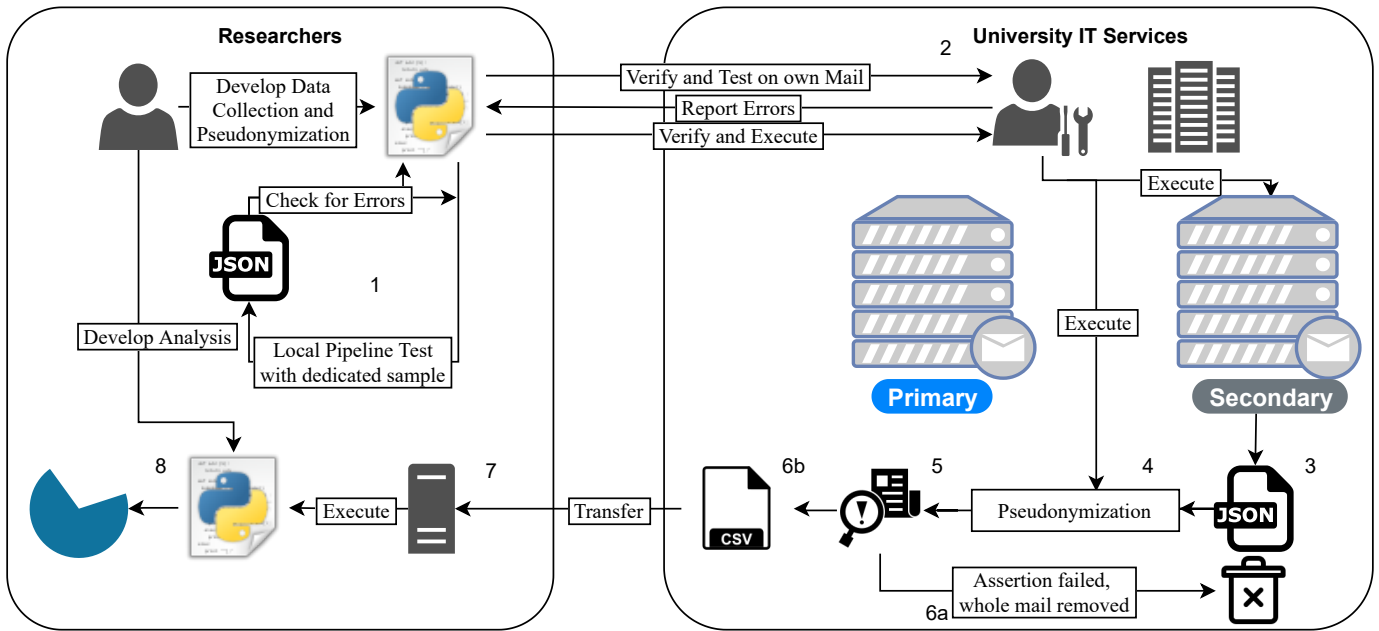 Researchers
University IT Services
2
Develop Data
Collection and
Pseudonymization
Verify and Test on own Mail
Report Errors
Verify and Execute
Execute
Check for Errors
JSON
1
Develop Analysis
Local Pipeline Test
with dedicated sample
Execute
Primary
Secondary
8
7
6b
5
4
3
Execute
Transfer
CSV
Pseudonymization
JSON
Assertion failed,
whole mail removed
6a